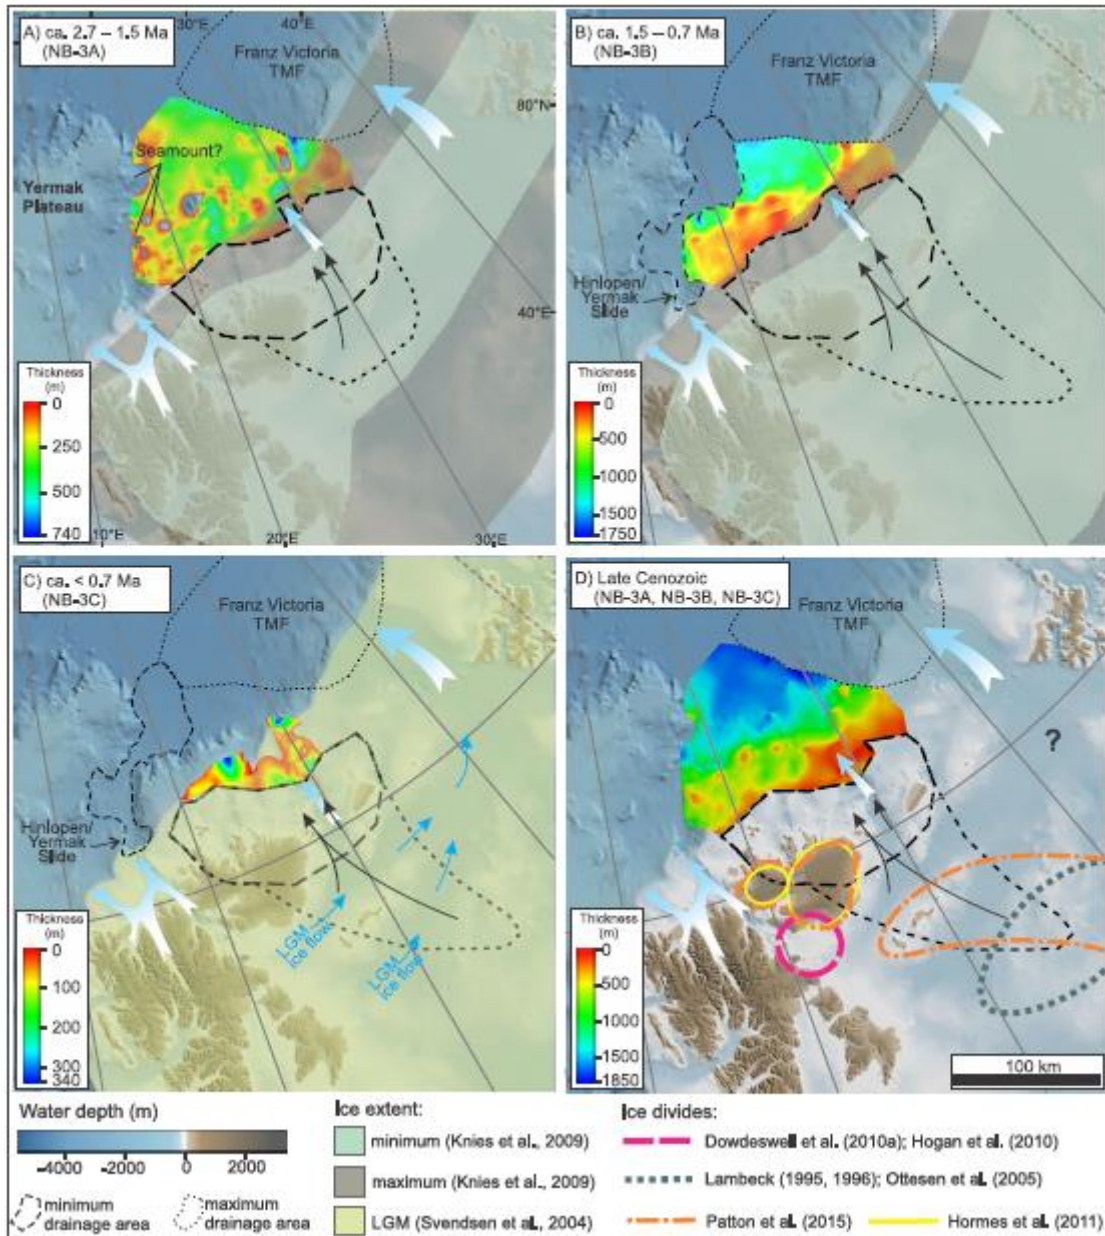 A) ca. 2.7 – 1.5 Ma
(NB-3A)
30°E
40°E
Franz Victoria
TMF
80°N
Seamount?
Yermak
Plateau
40°E
Thickness
(m)
0
250
500
740
10°E
20°E
30°E
B) ca. 1.5 – 0.7 Ma
(NB-3B)
Franz Victoria
TMF
Hinlopen/
Yermak
Slide
Thickness
(m)
0
500
1000
1500
1750
C) ca. < 0.7 Ma
(NB-3C)
Franz Victoria
TMF
Hinlopen/
Yermak
Slide
LGM
Ice flow
LGM
Ice flow
Thickness
(m)
0
100
200
300
340
D) Late Cenozoic
(NB-3A, NB-3B, NB-3C)
Franz Victoria
TMF
?
Thickness
(m)
0
500
1000
1500
1850
100 km
Water depth (m)
-4000 -2000 0 2000
minimum
drainage area
maximum
drainage area
Ice extent:
minimum (Knies et al., 2009)
maximum (Knies et al., 2009)
LGM (Svendsen et al., 2004)
Ice divides:
Dowdeswell et al. (2010a); Hogan et al. (2010)
Lambeck (1995, 1996); Ottesen et al. (2005)
Patton et al. (2015)
Hormes et al. (2011)